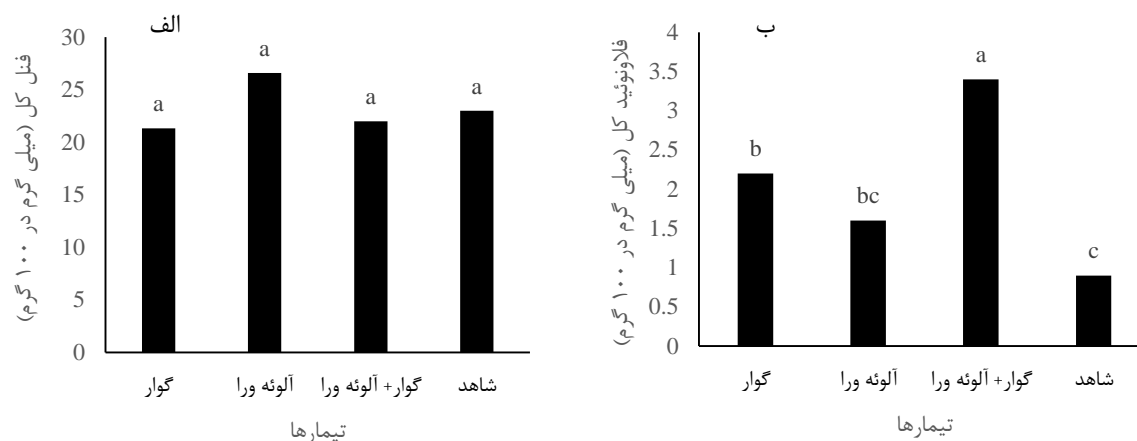 الف
فنل کل (میلی گرم در ۱۰۰ گرم)
30
25
20
15
10
5
0
a
a
a
a
گوار
آلوئه ورا
گوار+ آلوئه ورا
شاهد
تیمارها
ب
فلاونوئید کل (میلی گرم در ۱۰۰ گرم)
4
3.5
3
2.5
2
1.5
1
0.5
0
b
bc
a
c
گوار
آلوئه ورا
گوار+ آلوئه ورا
شاهد
تیمارها